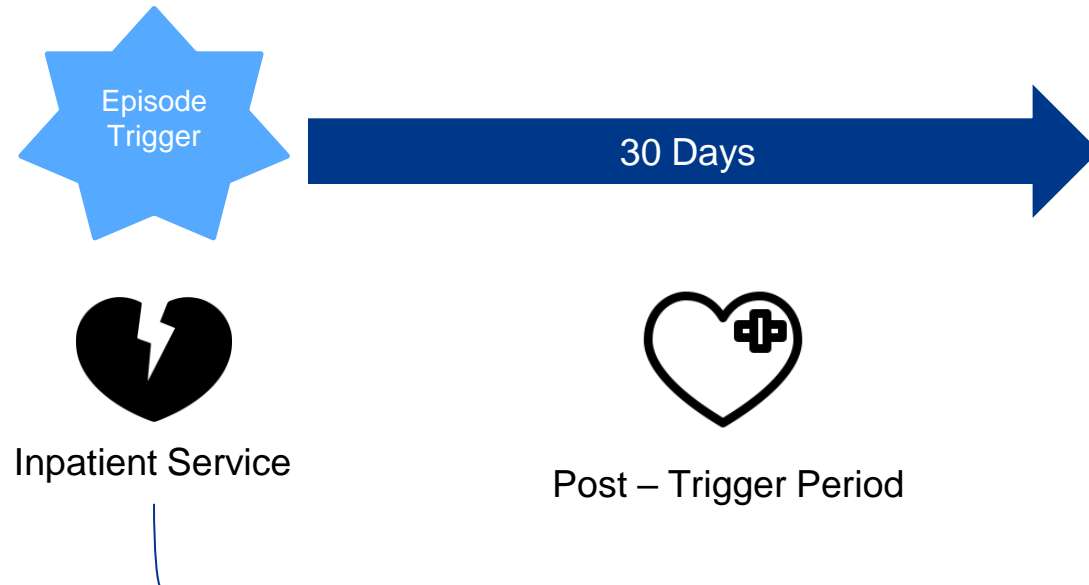 Episode
Trigger
30 Days
Inpatient Service
Post – Trigger Period